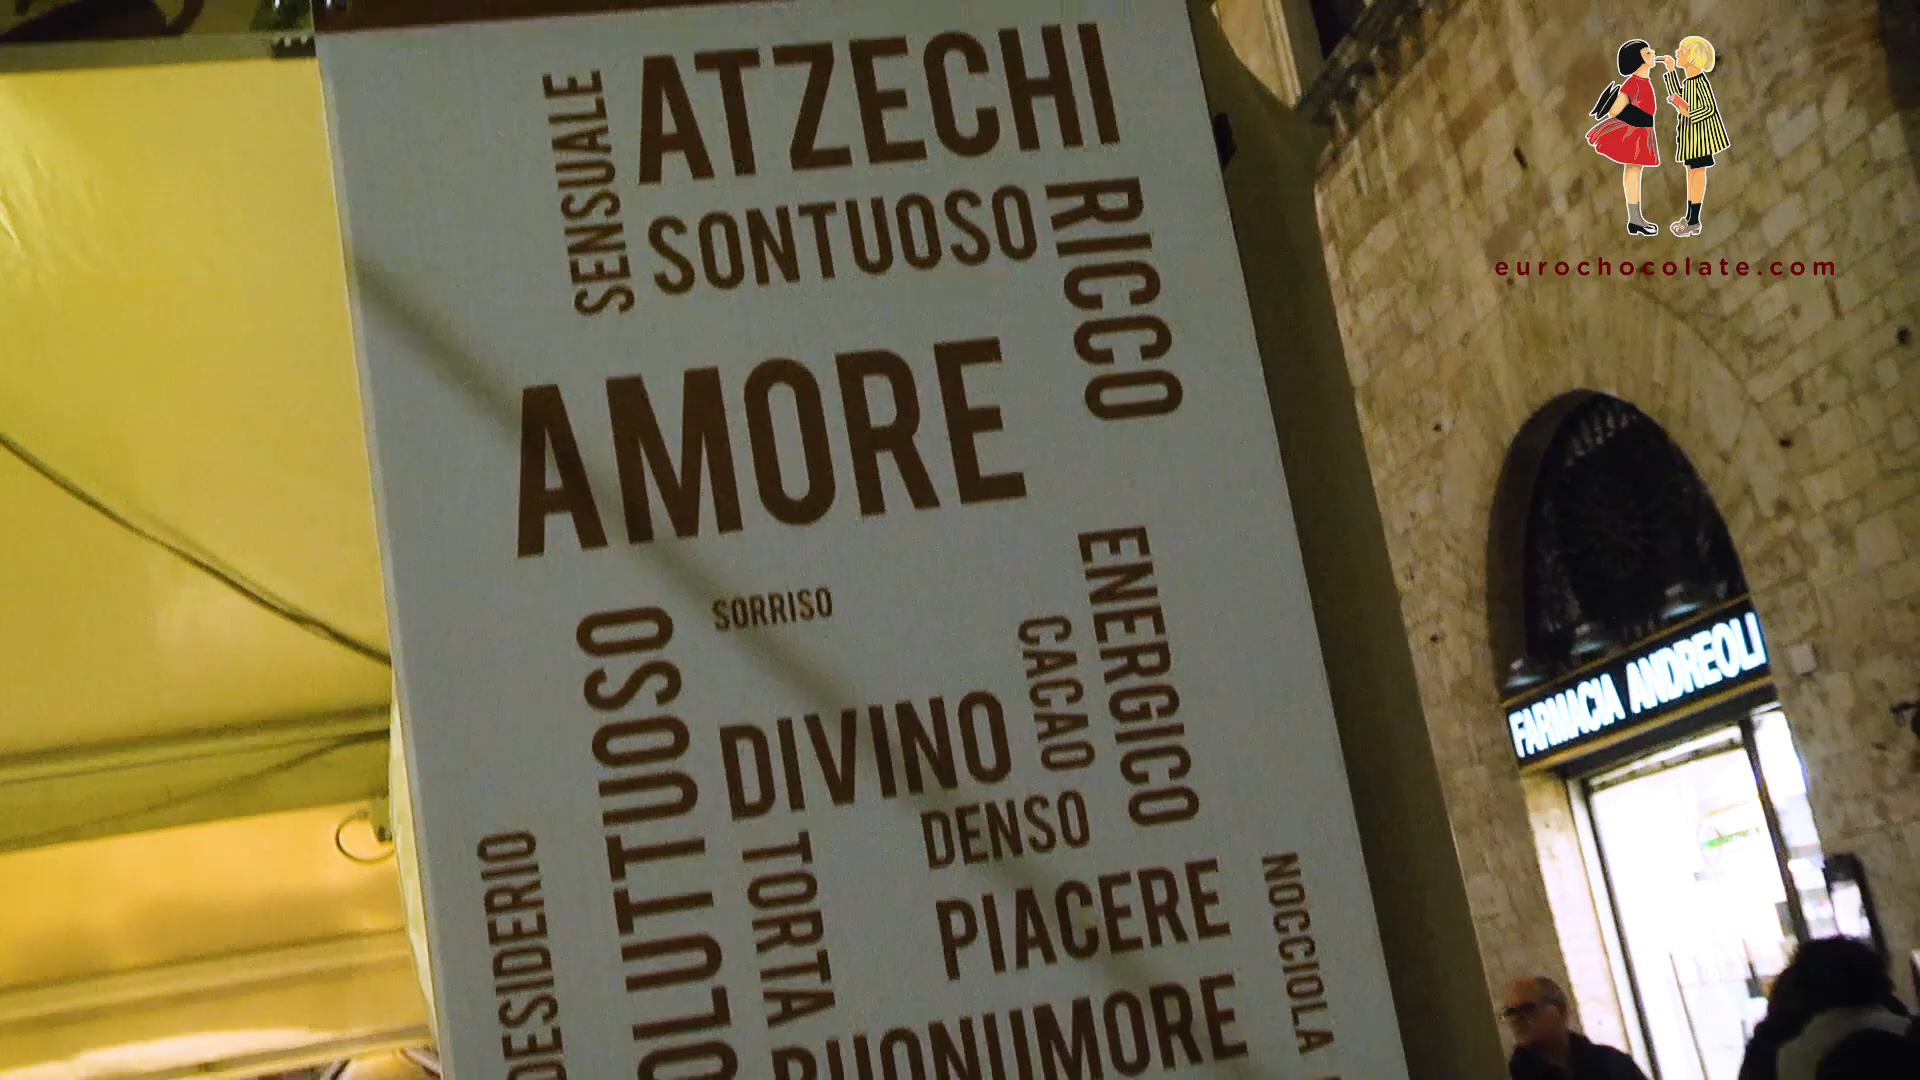 SENSUALE
ATZECHI
SONTUOSO
RICCO
AMORE
SORRISO
ENERGICO
CACAO
OLUTTUOSO
DIVINO
DENSO
DESIDERIO
TORTA
PIACERE
NOCCIOLA
BUONUMORE
eurochocolate.com
FARMACIA ANDREOLI